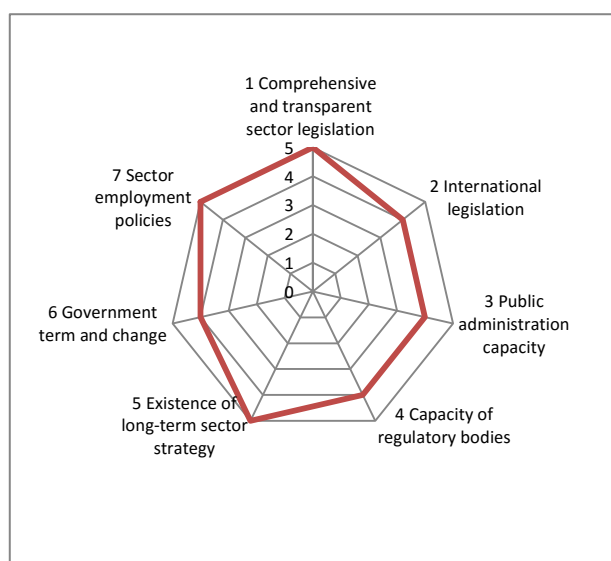 1 Comprehensive
and transparent
sector legislation
5
4
3
2
1
0
2 International
legislation
3 Public
administration
capacity
4 Capacity of
regulatory bodies
5 Existence of
long-term sector
strategy
6 Government
term and change
7 Sector
employment
policies